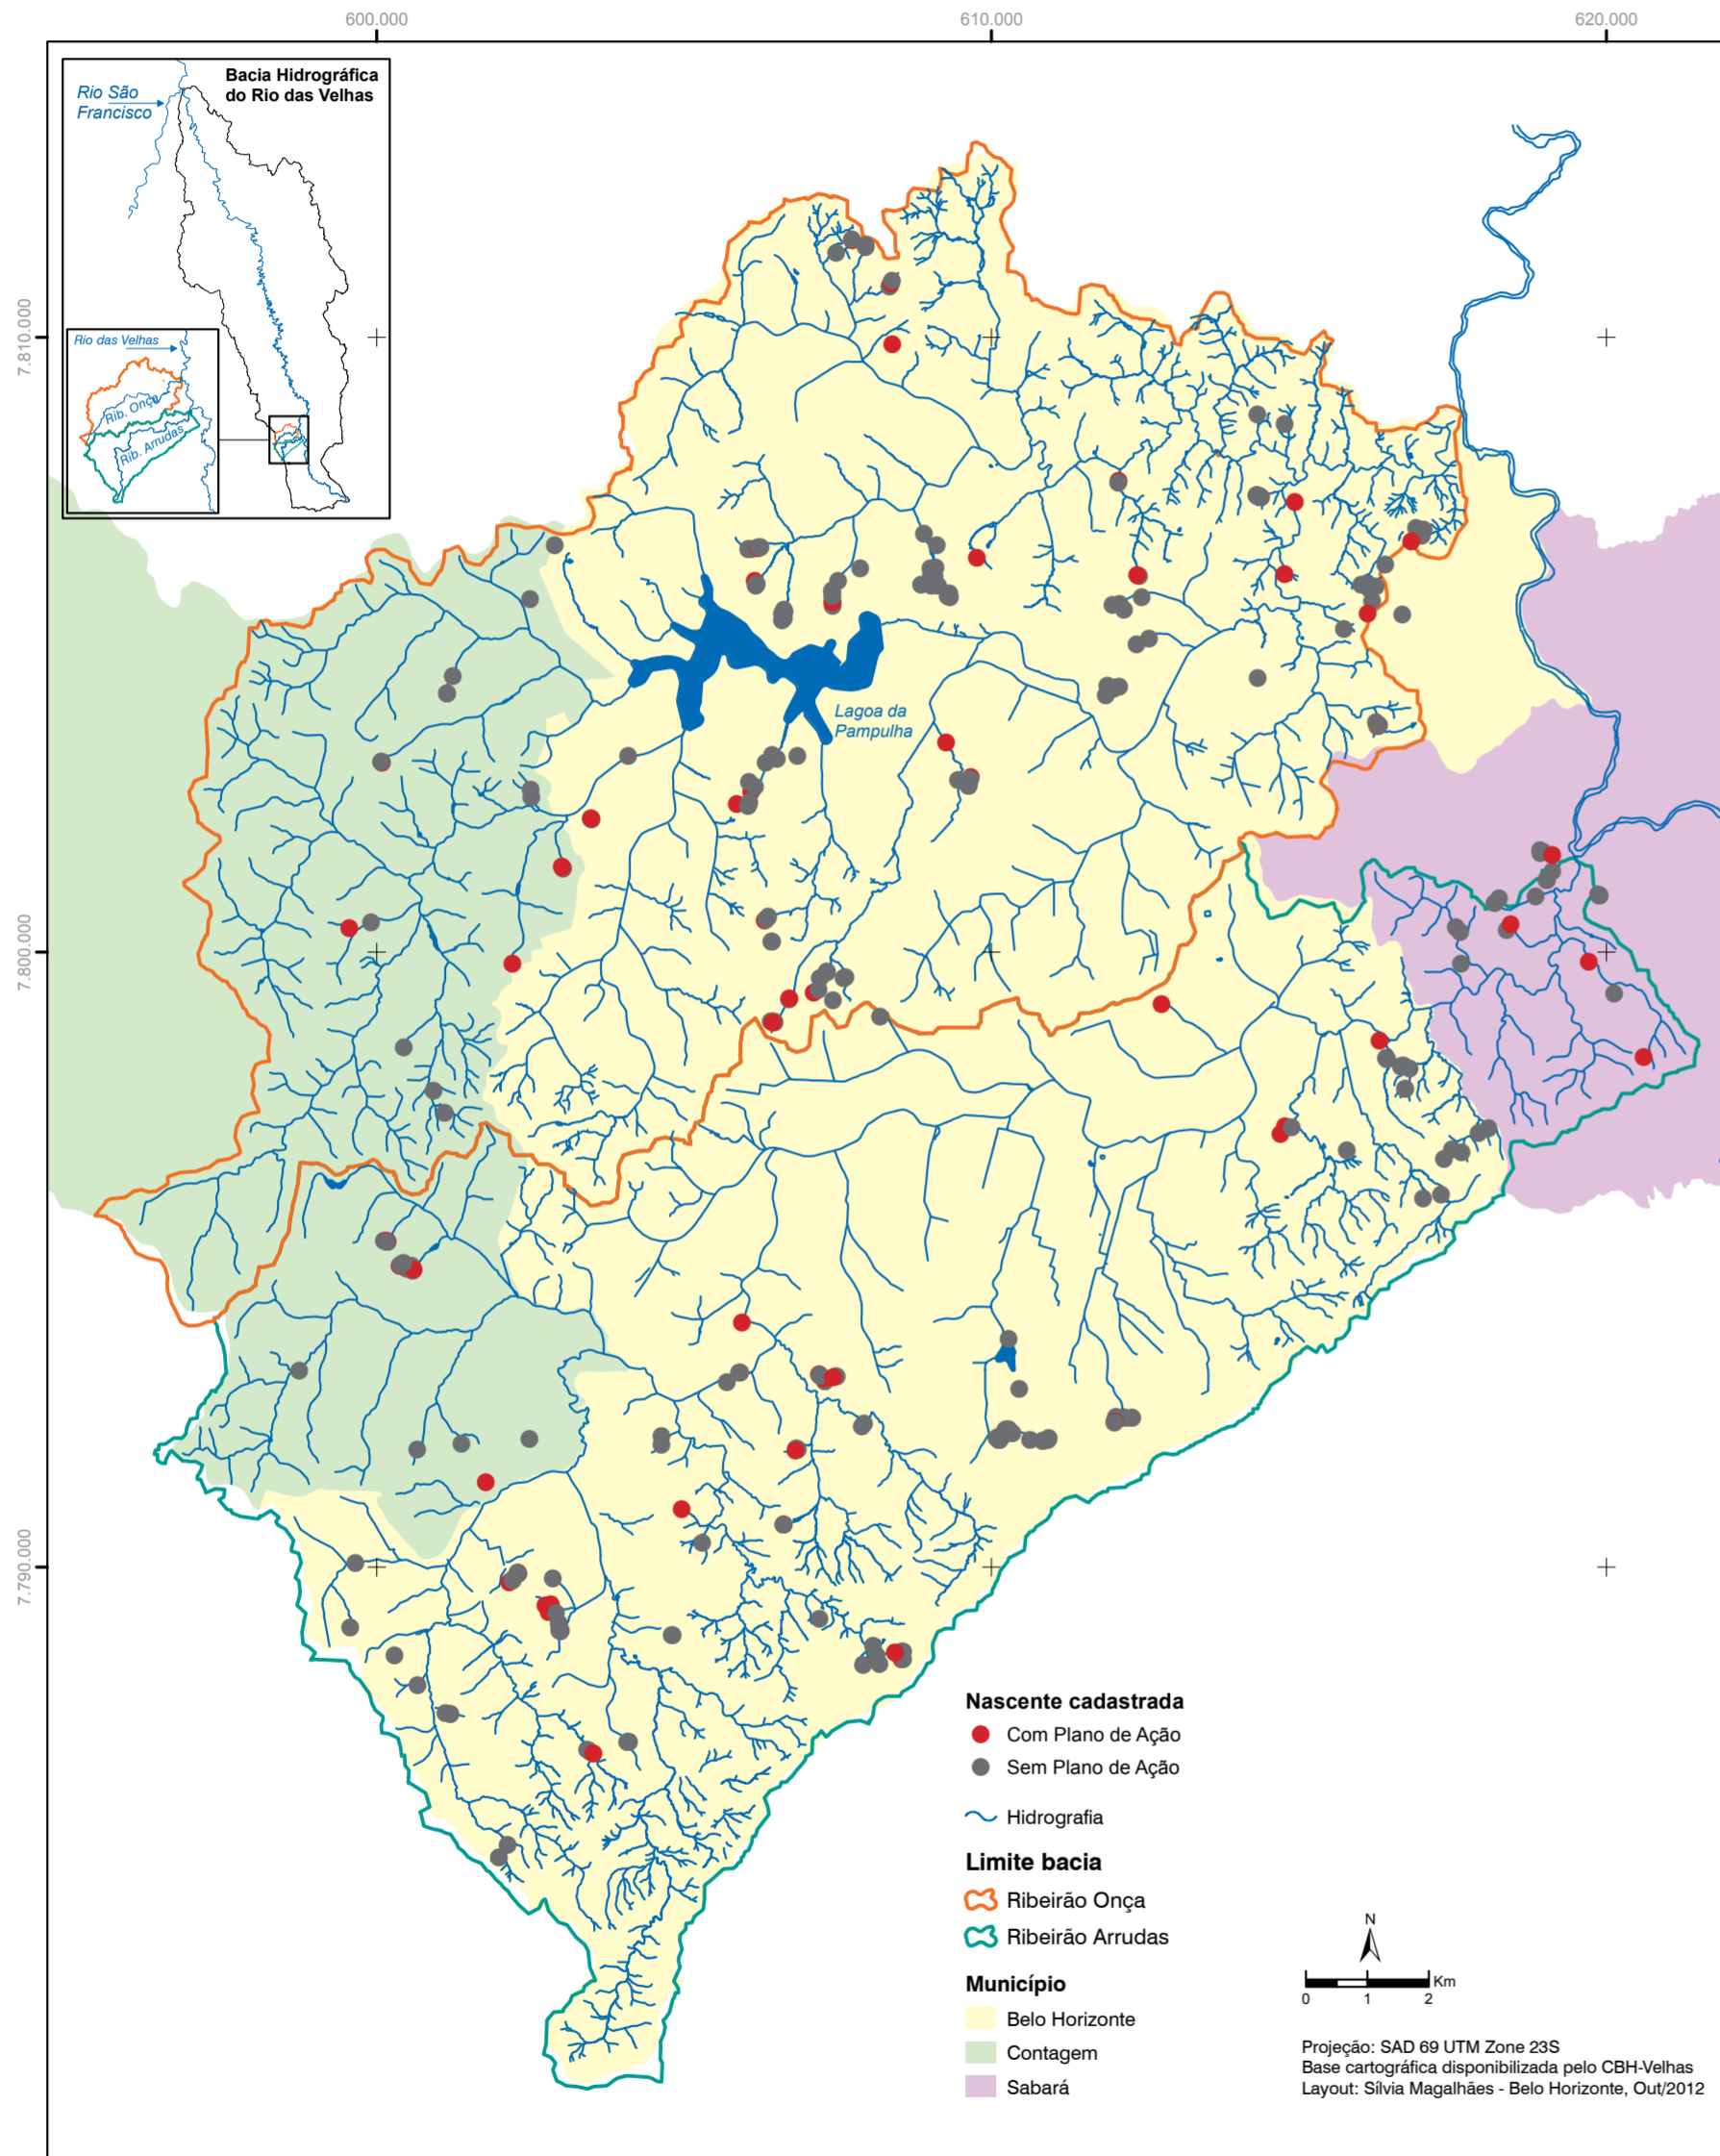 600.000
610.000
620.000
Bacia Hidrográfica
do Rio das Velhas
Rio São
Francisco
Rio das Velhas
Rib. Onça
Rib. Arrudas
7.810.000
7.800.000
7.790.000
Lagoa da
Pampulha
Nascente cadastrada
Com Plano de Ação
Sem Plano de Ação
Hidrografia
Limite bacia
Ribeirão Onça
Ribeirão Arrudas
Município
Belo Horizonte
Contagem
Sabará
N
Km
0 1 2
Projeção: SAD 69 UTM Zone 23S
Base cartográfica disponibilizada pelo CBH-Velhas
Layout: Sílvia Magalhães - Belo Horizonte, Out/2012